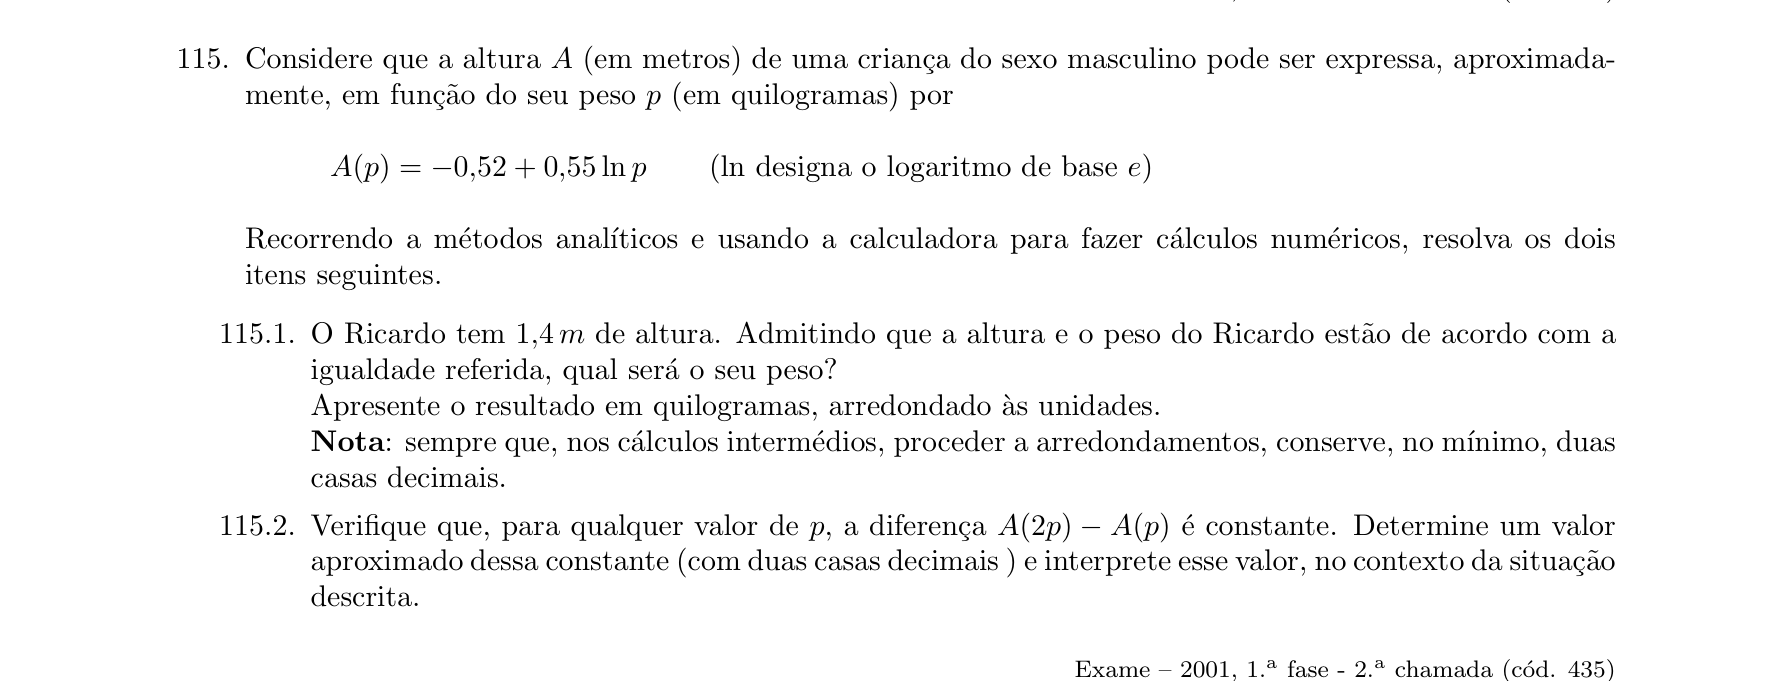 115. Considere que a altura A (em metros) de uma criança do sexo masculino pode ser expressa, aproximada-
mente, em função do seu peso p (em quilogramas) por
A(p) = −0,52 + 0,55 ln p (ln designa o logaritmo de base e)
Recorrendo a métodos analíticos e usando a calculadora para fazer cálculos numéricos, resolva os dois
itens seguintes.
115.1. O Ricardo tem 1,4 m de altura. Admitindo que a altura e o peso do Ricardo estão de acordo com a
igualdade referida, qual será o seu peso?
Apresente o resultado em quilogramas, arredondado às unidades.
Nota: sempre que, nos cálculos intermédios, proceder a arredondamentos, conserve, no mínimo, duas
casas decimais.
115.2. Verifique que, para qualquer valor de p, a diferença A(2p) − A(p) é constante. Determine um valor
aproximado dessa constante (com duas casas decimais ) e interprete esse valor, no contexto da situação
descrita.
Exame – 2001, 1.ª fase - 2.ª chamada (cód. 435)